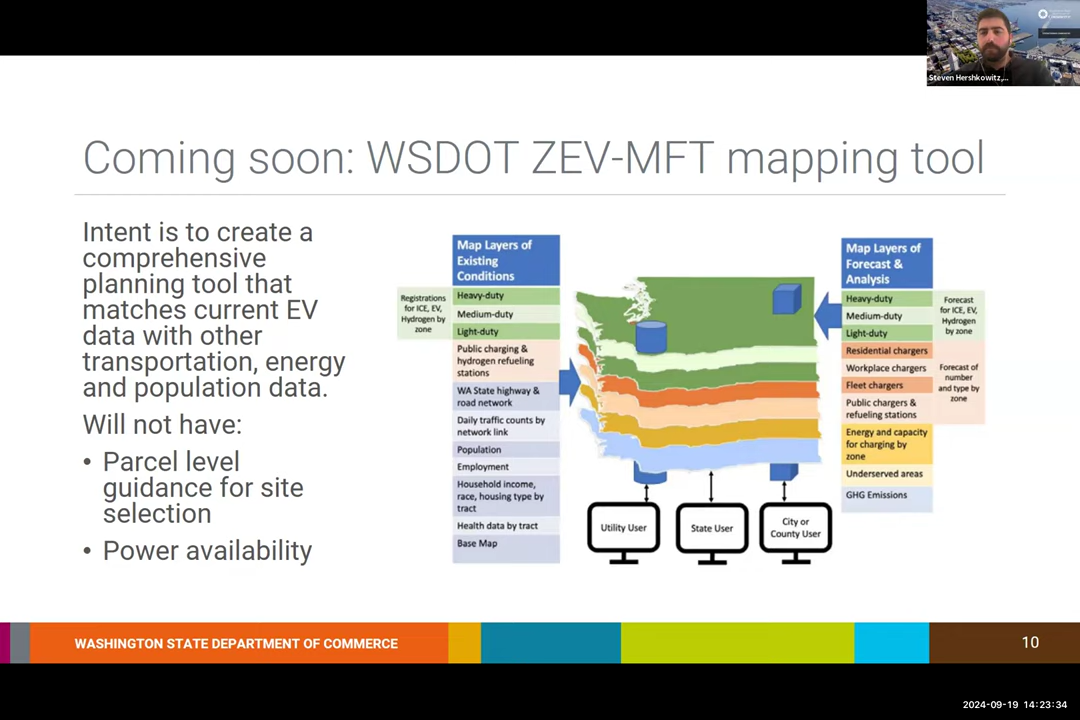 Steven Hershkowitz,...
Coming soon: WSDOT ZEV-MFT mapping tool
Intent is to create a
comprehensive
planning tool that
matches current EV
data with other
transportation, energy
and population data.
Will not have:
• Parcel level
guidance for site
selection
• Power availability
Registrations
for ICE, EV,
Hydrogen by
zone
Map Layers of
Existing
Conditions
Heavy-duty
Medium-duty
Light-duty
Public charging &
hydrogen refueling
stations
WA State highway &
road network
Daily traffic counts by
network link
Population
Employment
Household income,
race, housing type by
tract
Health data by tract
Base Map
Utility User
State User
City or
County User
Map Layers of
Forecast &
Analysis
Heavy-duty
Medium-duty
Light-duty
Residential chargers
Workplace chargers
Fleet chargers
Public chargers &
refueling stations
Energy and capacity
for charging by
zone
Underserved areas
GHG Emissions
Forecast
for ICE, EV,
Hydrogen
by zone
Forecast of
number
and type by
zone
WASHINGTON STATE DEPARTMENT OF COMMERCE
10
2024-09-19 14:23:34